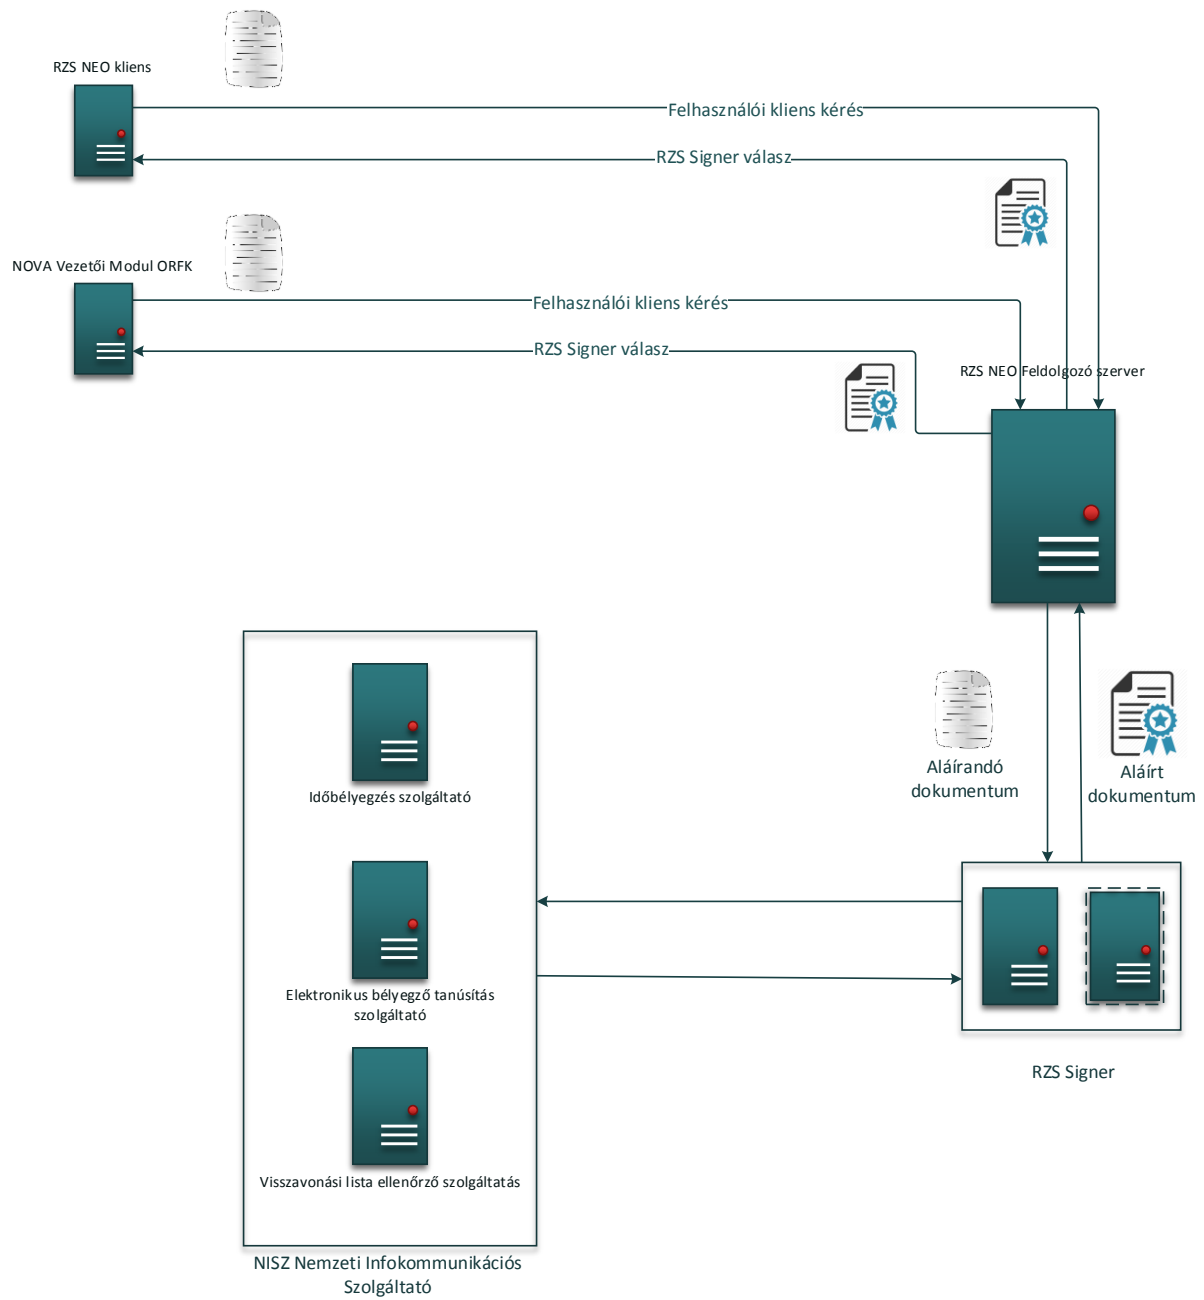 RZS NEO kliens
Felhasználói kliens kérés
RZS Signer válasz
NOVA Vezetői Modul ORFK
Felhasználói kliens kérés
RZS Signer válasz
RZS NEO Feldolgozó szerver
Aláírandó
dokumentum
Aláírt
dokumentum
Időbélyegzés szolgáltató
Elektronikus bélyegző tanúsítás
szolgáltató
Visszavonási lista ellenőrző szolgáltatás
RZS Signer
NISZ Nemzeti Infokommunikációs
Szolgáltató